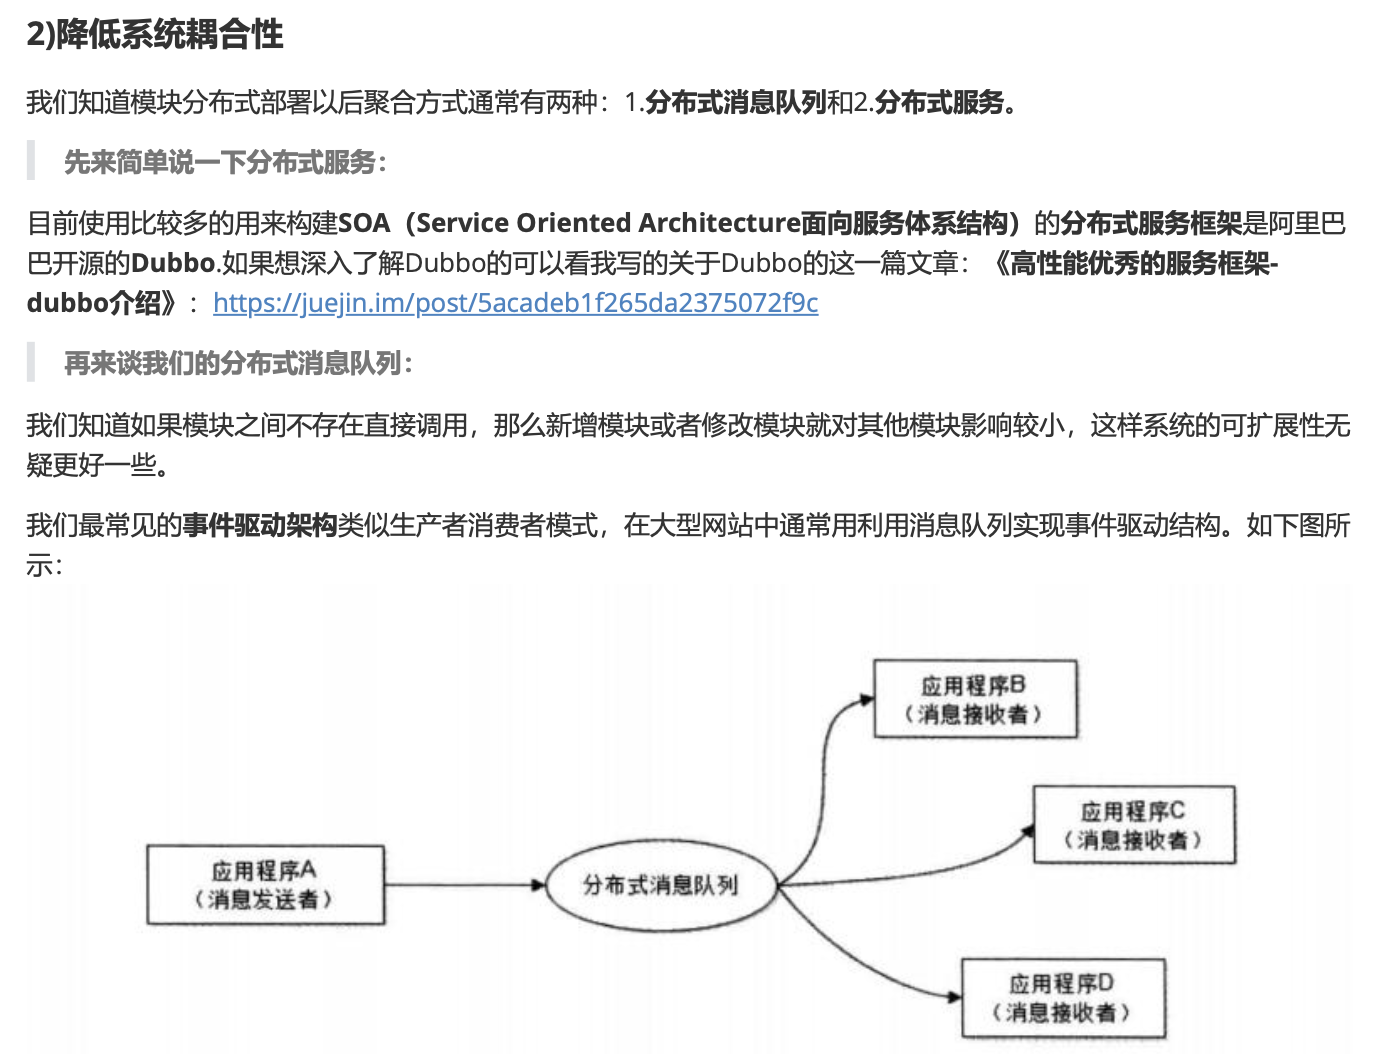 2)降低系统耦合性
我们知道模块分布式部署以后聚合方式通常有两种：1.分布式消息队列和2.分布式服务。
先来简单说一下分布式服务：
目前使用比较多的用来构建SOA（Service Oriented Architecture面向服务体系结构）的分布式服务框架是阿里巴
巴开源的Dubbo.如果想深入了解Dubbo的可以看我写的关于Dubbo的这一篇文章：《高性能优秀的服务框架-
dubbo介绍》：https://juejin.im/post/5acadeb1f265da2375072f9c
再来谈我们的分布式消息队列：
我们知道如果模块之间不存在直接调用，那么新增模块或者修改模块就对其他模块影响较小，这样系统的可扩展性无
疑更好一些。
我们最常见的事件驱动架构类似生产者消费者模式，在大型网站中通常用利用消息队列实现事件驱动结构。如下图所
示：
应用程序B
（消息接收者）
应用程序C
（消息接收者）
应用程序A
（消息发送者）
分布式消息队列
应用程序D
（消息接收者）